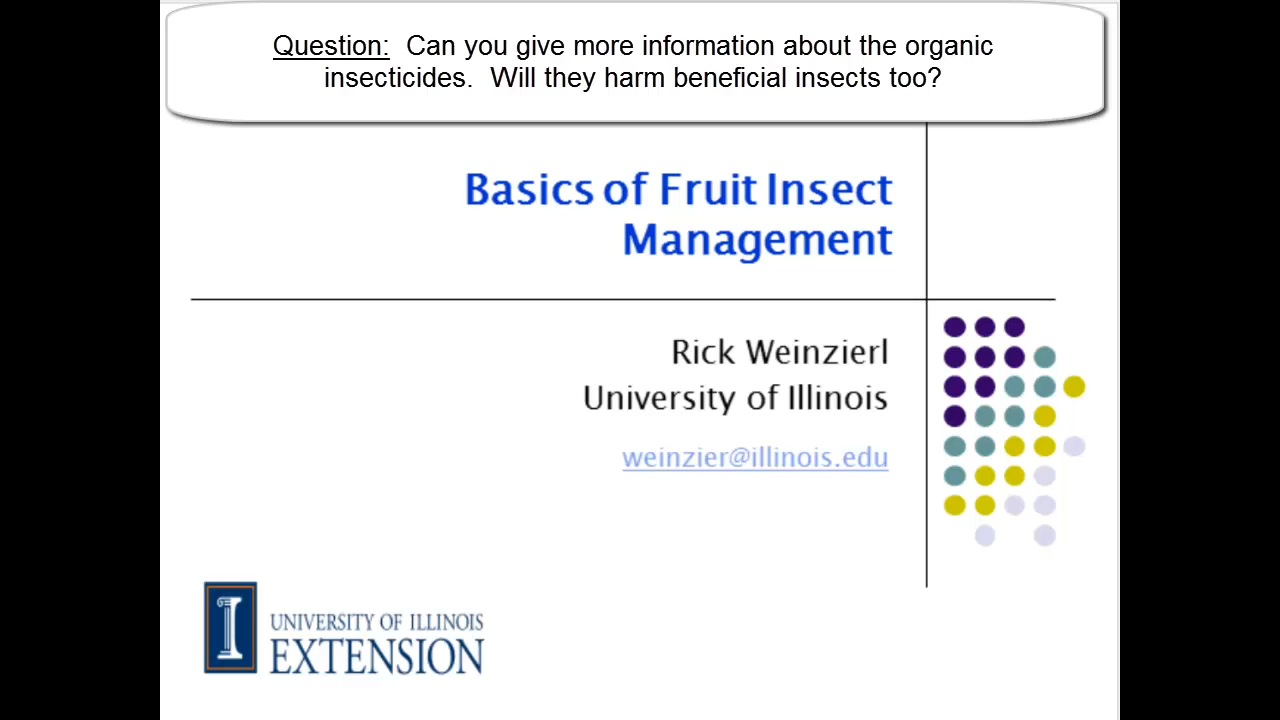 Question:  Can you give more information about the organic
insecticides.  Will they harm beneficial insects too?
Basics of Fruit Insect
Management
Rick Weinzierl
University of Illinois
weinzier@illinois.edu
I
UNIVERSITY OF ILLINOIS
EXTENSION